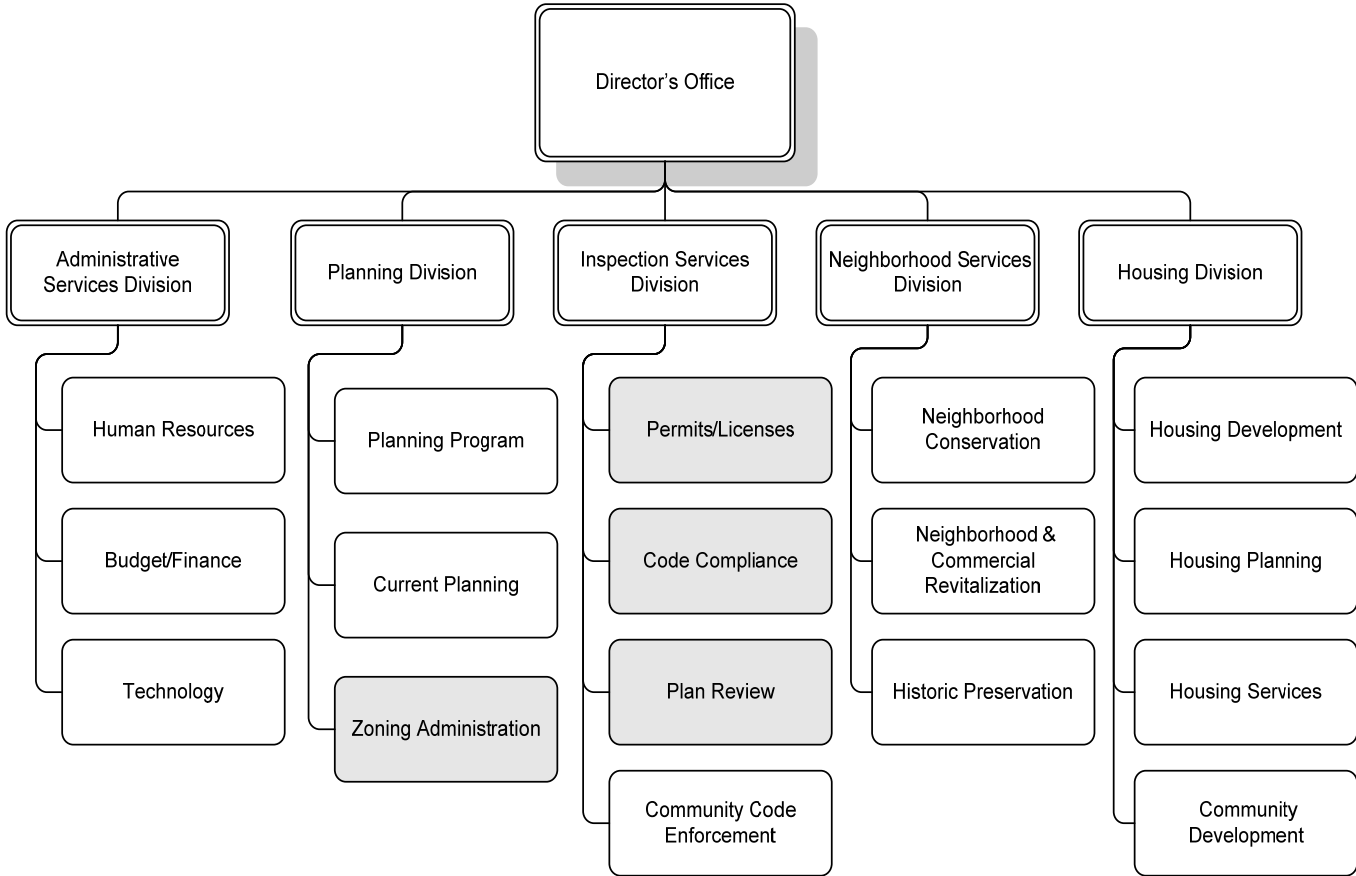 Director's Office
Administrative
Services Division
Planning Division
Inspection Services
Division
Neighborhood Services
Division
Housing Division
Human Resources
Budget/Finance
Technology
Planning Program
Current Planning
Zoning Administration
Permits/Licenses
Code Compliance
Plan Review
Community Code
Enforcement
Neighborhood
Conservation
Neighborhood &
Commercial
Revitalization
Historic Preservation
Housing Development
Housing Planning
Housing Services
Community
Development